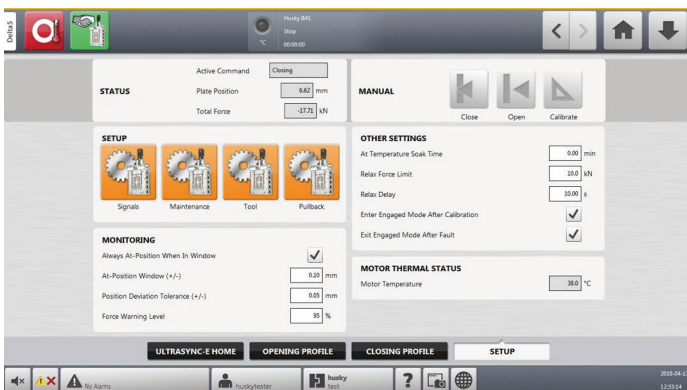 Delta5
Husky IMS
Stop
°C
00:00:00
STATUS
Active Command Closing
Plate Position 6.62 mm
Total Force -17.71 kN
MANUAL
Close Open Calibrate
SETUP
Signals Maintenance Tool Pullback
OTHER SETTINGS
At Temperature Soak Time 0.00 min
Relax Force Limit 10.0 kN
Relax Delay 10.00 s
Enter Engaged Mode After Calibration
Exit Engaged Mode After Fault
MONITORING
Always At-Position When In Window
At-Position Window (+/-) 0.10 mm
Position Deviation Tolerance (+/-) 0.05 mm
Force Warning Level 95 %
MOTOR THERMAL STATUS
Motor Temperature 38.0 °C
ULTRASYNC-E HOME OPENING PROFILE CLOSING PROFILE SETUP
No Alarms
huskytester
husky
test
12:33:14